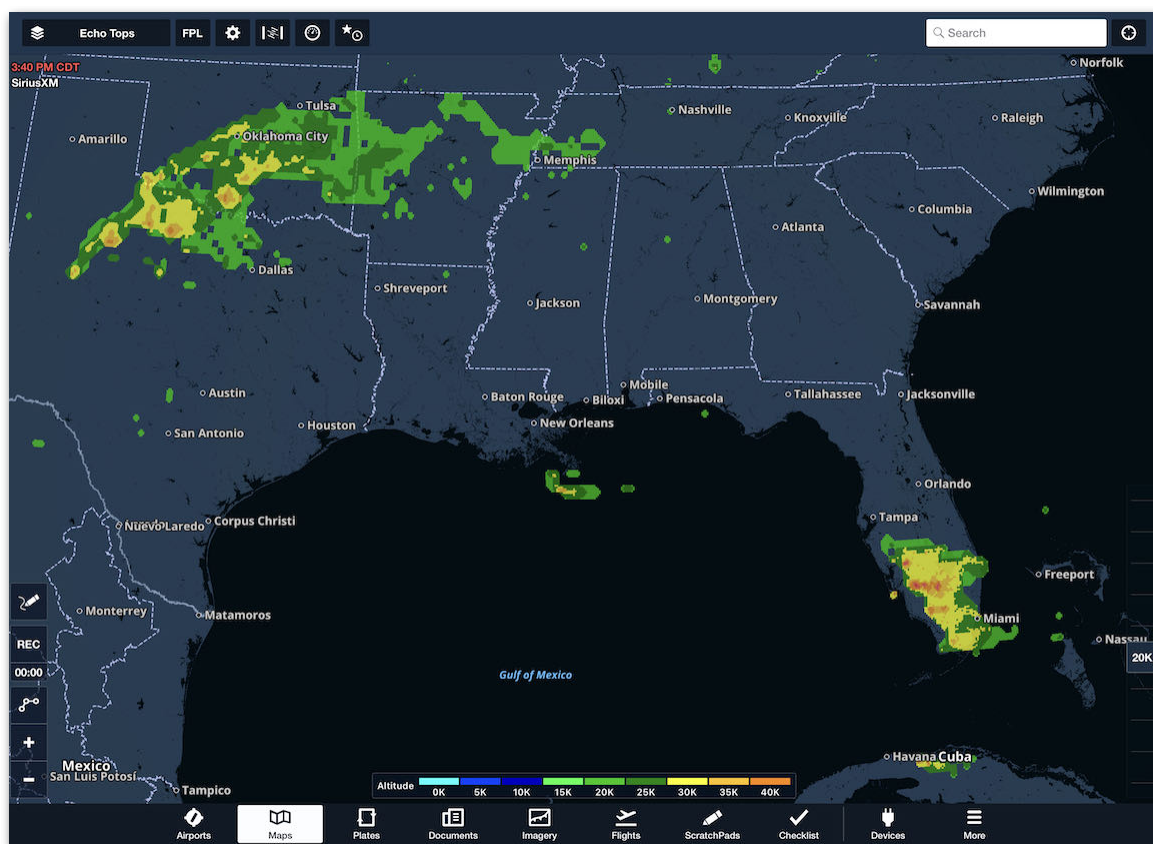 Echo Tops
FPL
Search
3:40 PM CDT
SiriusXM
Norfolk
Tulsa
Nashville
Knoxville
Raleigh
Amarillo
Oklahoma City
Memphis
Wilmington
Columbia
Atlanta
Dallas
Shreveport
Jackson
Montgomery
Savannah
Mobile
Austin
Baton Rouge
Biloxi
Pensacola
Tallahassee
Jacksonville
San Antonio
Houston
New Orleans
Orlando
Tampa
Nuevo Laredo
Corpus Christi
Freeport
Monterrey
Matamoros
Miami
REC
Nassau
00:00
20K
Gulf of Mexico
Havana
Cuba
Mexico
San Luis Potosí
Tampico
Altitude
0K 5K 10K 15K 20K 25K 30K 35K 40K
Airports
Maps
Plates
Documents
Imagery
Flights
ScratchPads
Checklist
Devices
More